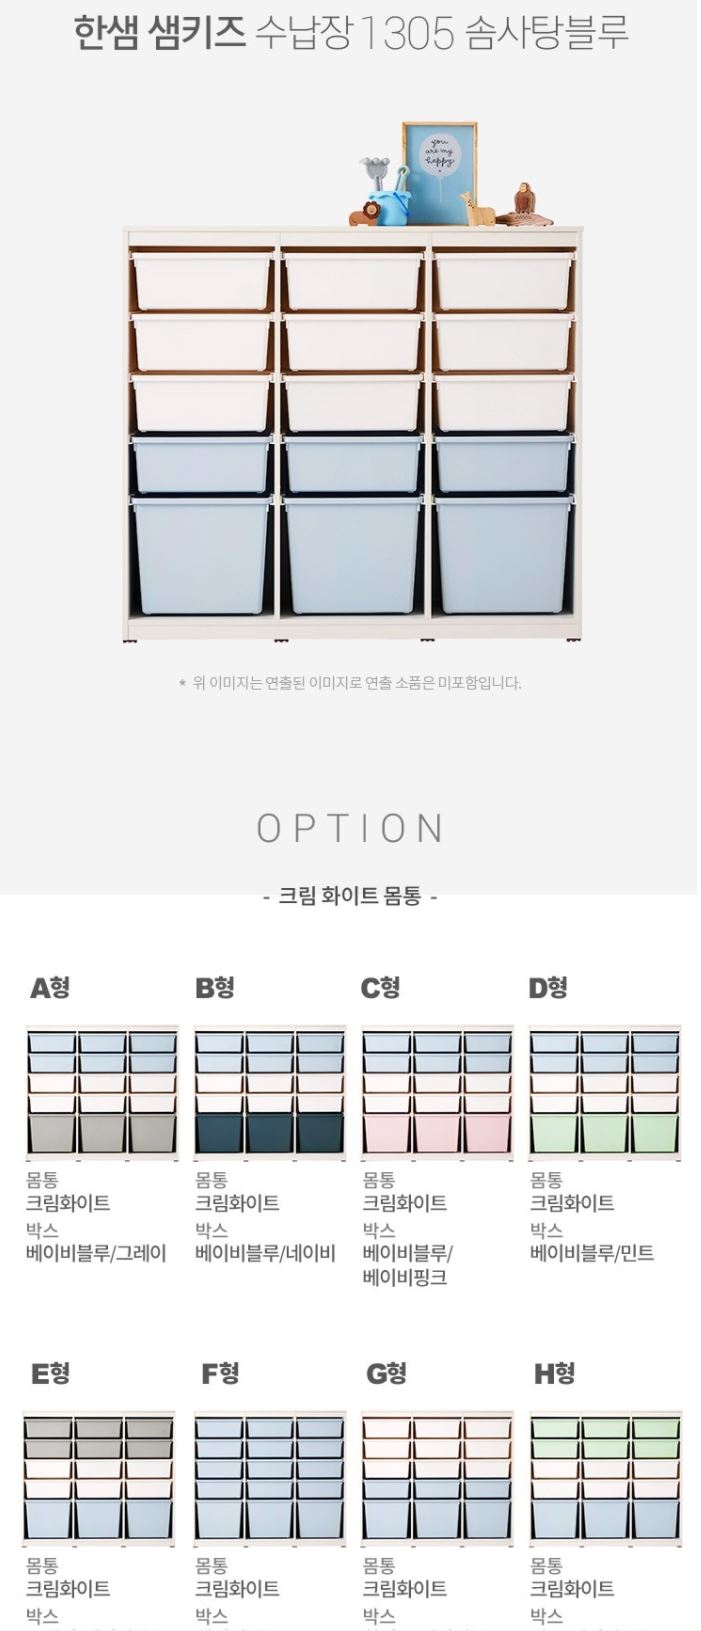 한샘 샘키즈 수납장 1305 솜사탕블루
you
are my
happy
* 위 이미지는 연출된 이미지로 연출 소품은 미포함입니다.
OPTION
- 크림 화이트 몸통 -
A형 B형 C형 D형
몸통 몸통 몸통 몸통
크림화이트 크림화이트 크림화이트 크림화이트
박스 박스 박스 박스
베이비블루/그레이 베이비블루/네이비 베이비블루/ 베이비블루/민트
베이비핑크
E형 F형 G형 H형
몸통 몸통 몸통 몸통
크림화이트 크림화이트 크림화이트 크림화이트
박스 박스 박스 박스